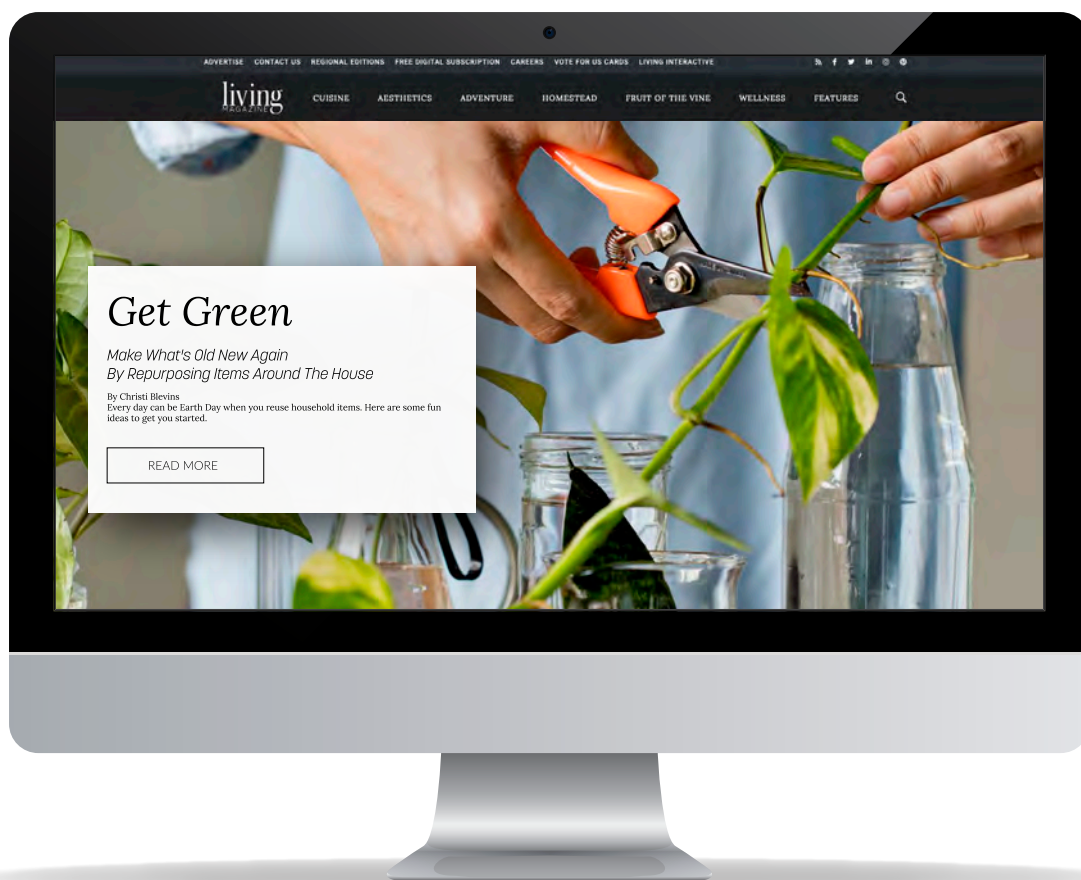 ADVERTISE CONTACT US REGIONAL EDITIONS FREE DIGITAL SUBSCRIPTION CAREERS VOTE FOR US CARDS LIVING INTERACTIVE
living
MAGAZINE
CUISINE AESTHETICS ADVENTURE HOMESTEAD FRUIT OF THE VINE WELLNESS FEATURES
Get Green
Make What's Old New Again
By Repurposing Items Around The House
By Christi Blevins
Every day can be Earth Day when you reuse household items. Here are some fun
ideas to get you started.
READ MORE